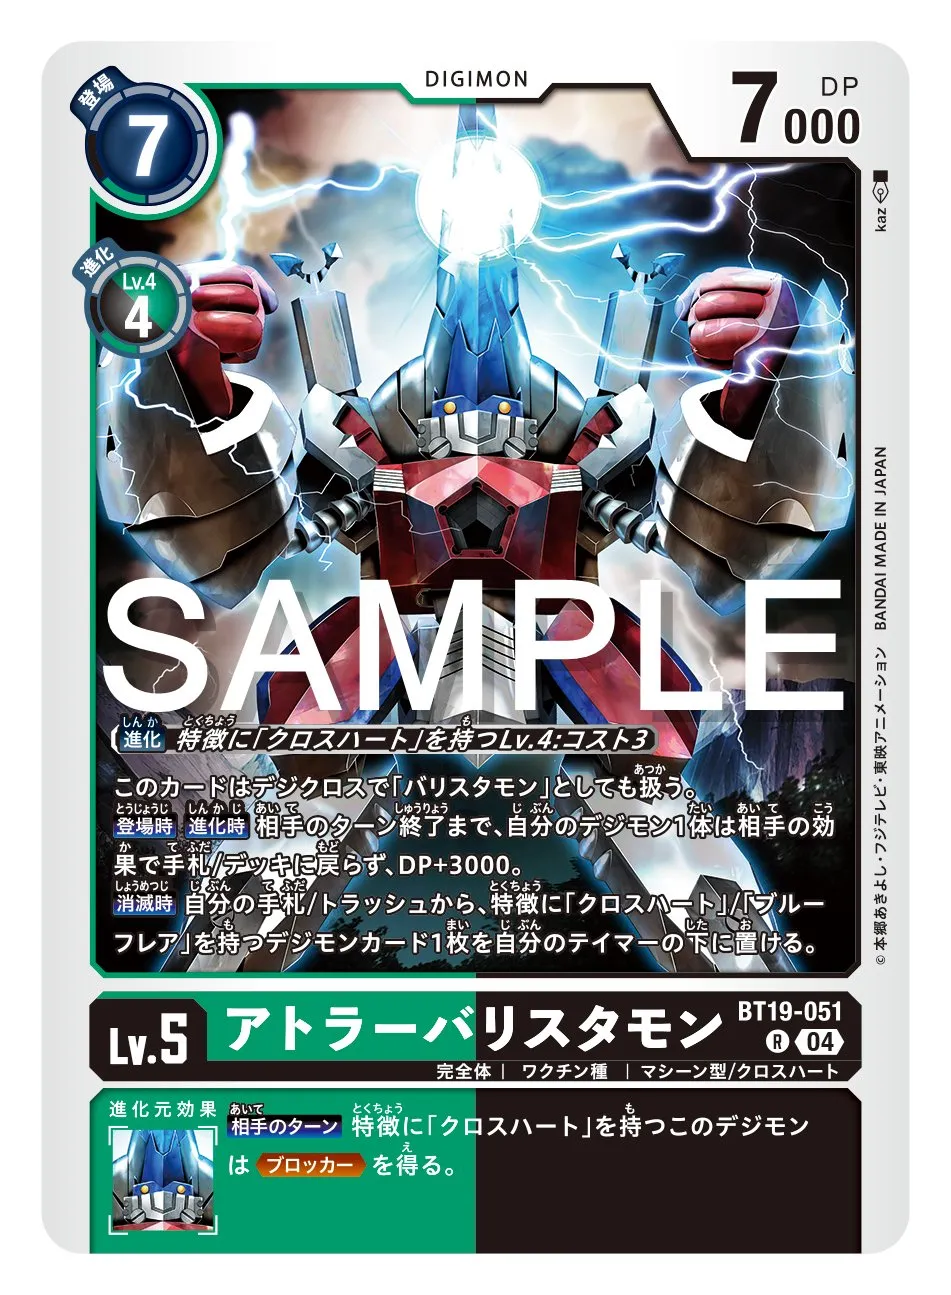 DIGIMON
登場
7
7000
DP
kaz
進化
Lv.4
4
BANDAI MADE IN JAPAN
©本郷あきよし・フジテレビ・東映アニメーション
SAMPLE
進化 特徴に「クロスハート」を持つLv.4:コスト3
このカードはデジクロスで「バリスタモン」としても扱う。
登場時 進化時 相手のターン終了まで、自分のデジモン1体は相手の効
果で手札/デッキに戻らず、DP+3000。
消滅時 自分の手札/トラッシュから、特徴に「クロスハート」/「ブルー
フレア」を持つデジモンカード1枚を自分のテイマーの下に置ける。
Lv.5
アトラーバリスタモン
BT19-051
R 04
完全体 | ワクチン種 | マシーン型/クロスハート
進化元効果
相手のターン 特徴に「クロスハート」を持つこのデジモン
は ブロッカー を得る。